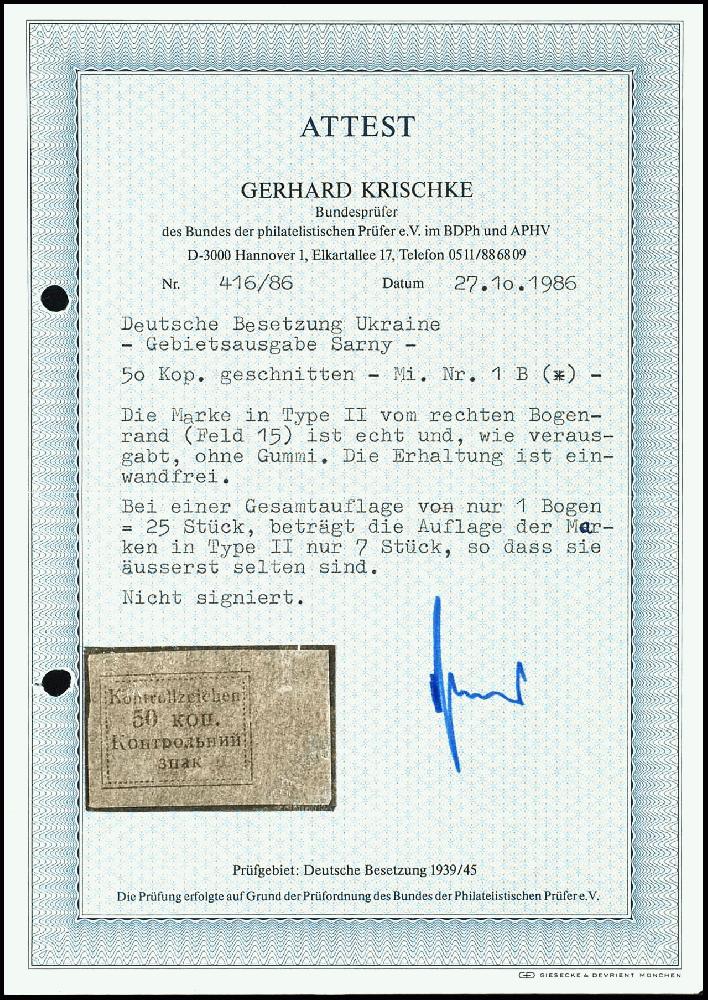 ATTEST
GERHARD KRISCHKE
Bundesprüfer
des Bundes der philatelistischen Prüfer e.V. im BDPh und APHV
D-3000 Hannover 1, Elkartallee 17, Telefon 0511/886809
Nr. 416/86 Datum 27.10.1986
Deutsche Besetzung Ukraine
- Gebietsausgabe Sarny -
50 Kop. geschnitten - Mi. Nr. 1 B (*) -
Die Marke in Type II vom rechten Bogen-
rand (Feld 15) ist echt und, wie veraus-
gabt, ohne Gummi. Die Erhaltung ist ein-
wandfrei.
Bei einer Gesamtauflage von nur 1 Bogen
= 25 Stück, beträgt die Auflage der Mar-
ken in Type II nur 7 Stück, so dass sie
äusserst selten sind.
Nicht signiert.
Kontrollzeichen
50 коп.
Контрольний
знак
Prüfgebiet: Deutsche Besetzung 1939/45
Die Prüfung erfolgte auf Grund der Prüfordnung des Bundes der Philatelistischen Prüfer e.V.
GIESECKE & DEVRIENT MÜNCHEN